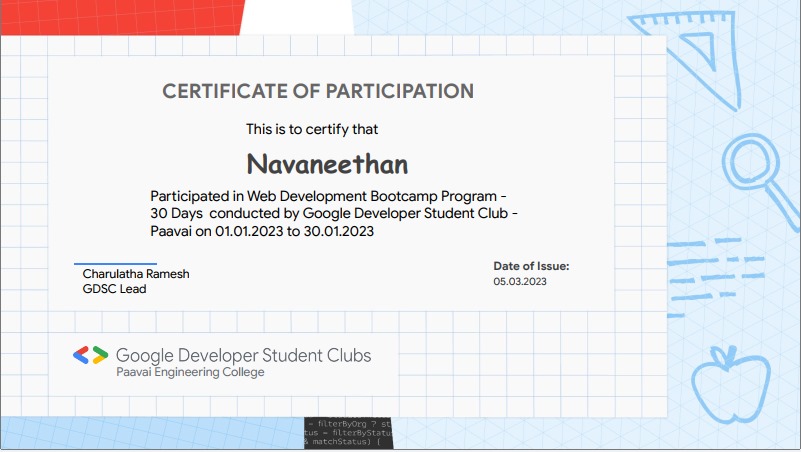 CERTIFICATE OF PARTICIPATION
This is to certify that
Navaneethan
Participated in Web Development Bootcamp Program -
30 Days conducted by Google Developer Student Club -
Paavai on 01.01.2023 to 30.01.2023
Charulatha Ramesh
GDSC Lead
Date of Issue:
05.03.2023
Google Developer Student Clubs
Paavai Engineering College
= filterByOrg ? st
tus = filterByStatus
& matchStatus) {